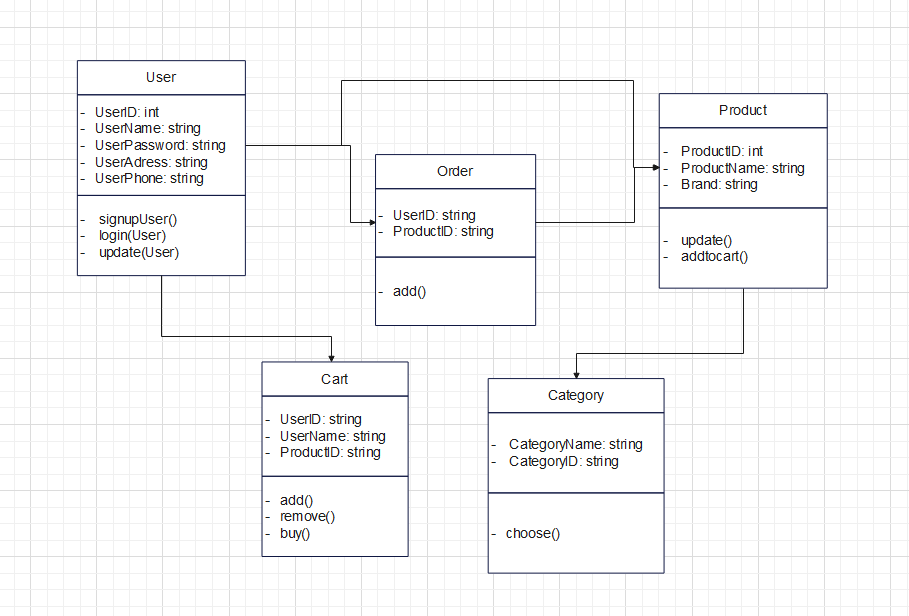 User
- UserID: int
- UserName: string
- UserPassword: string
- UserAdress: string
- UserPhone: string
- signupUser()
- login(User)
- update(User)
Order
- UserID: string
- ProductID: string
- add()
Product
- ProductID: int
- ProductName: string
- Brand: string
- update()
- addtocart()
Cart
- UserID: string
- UserName: string
- ProductID: string
- add()
- remove()
- buy()
Category
- CategoryName: string
- CategoryID: string
- choose()